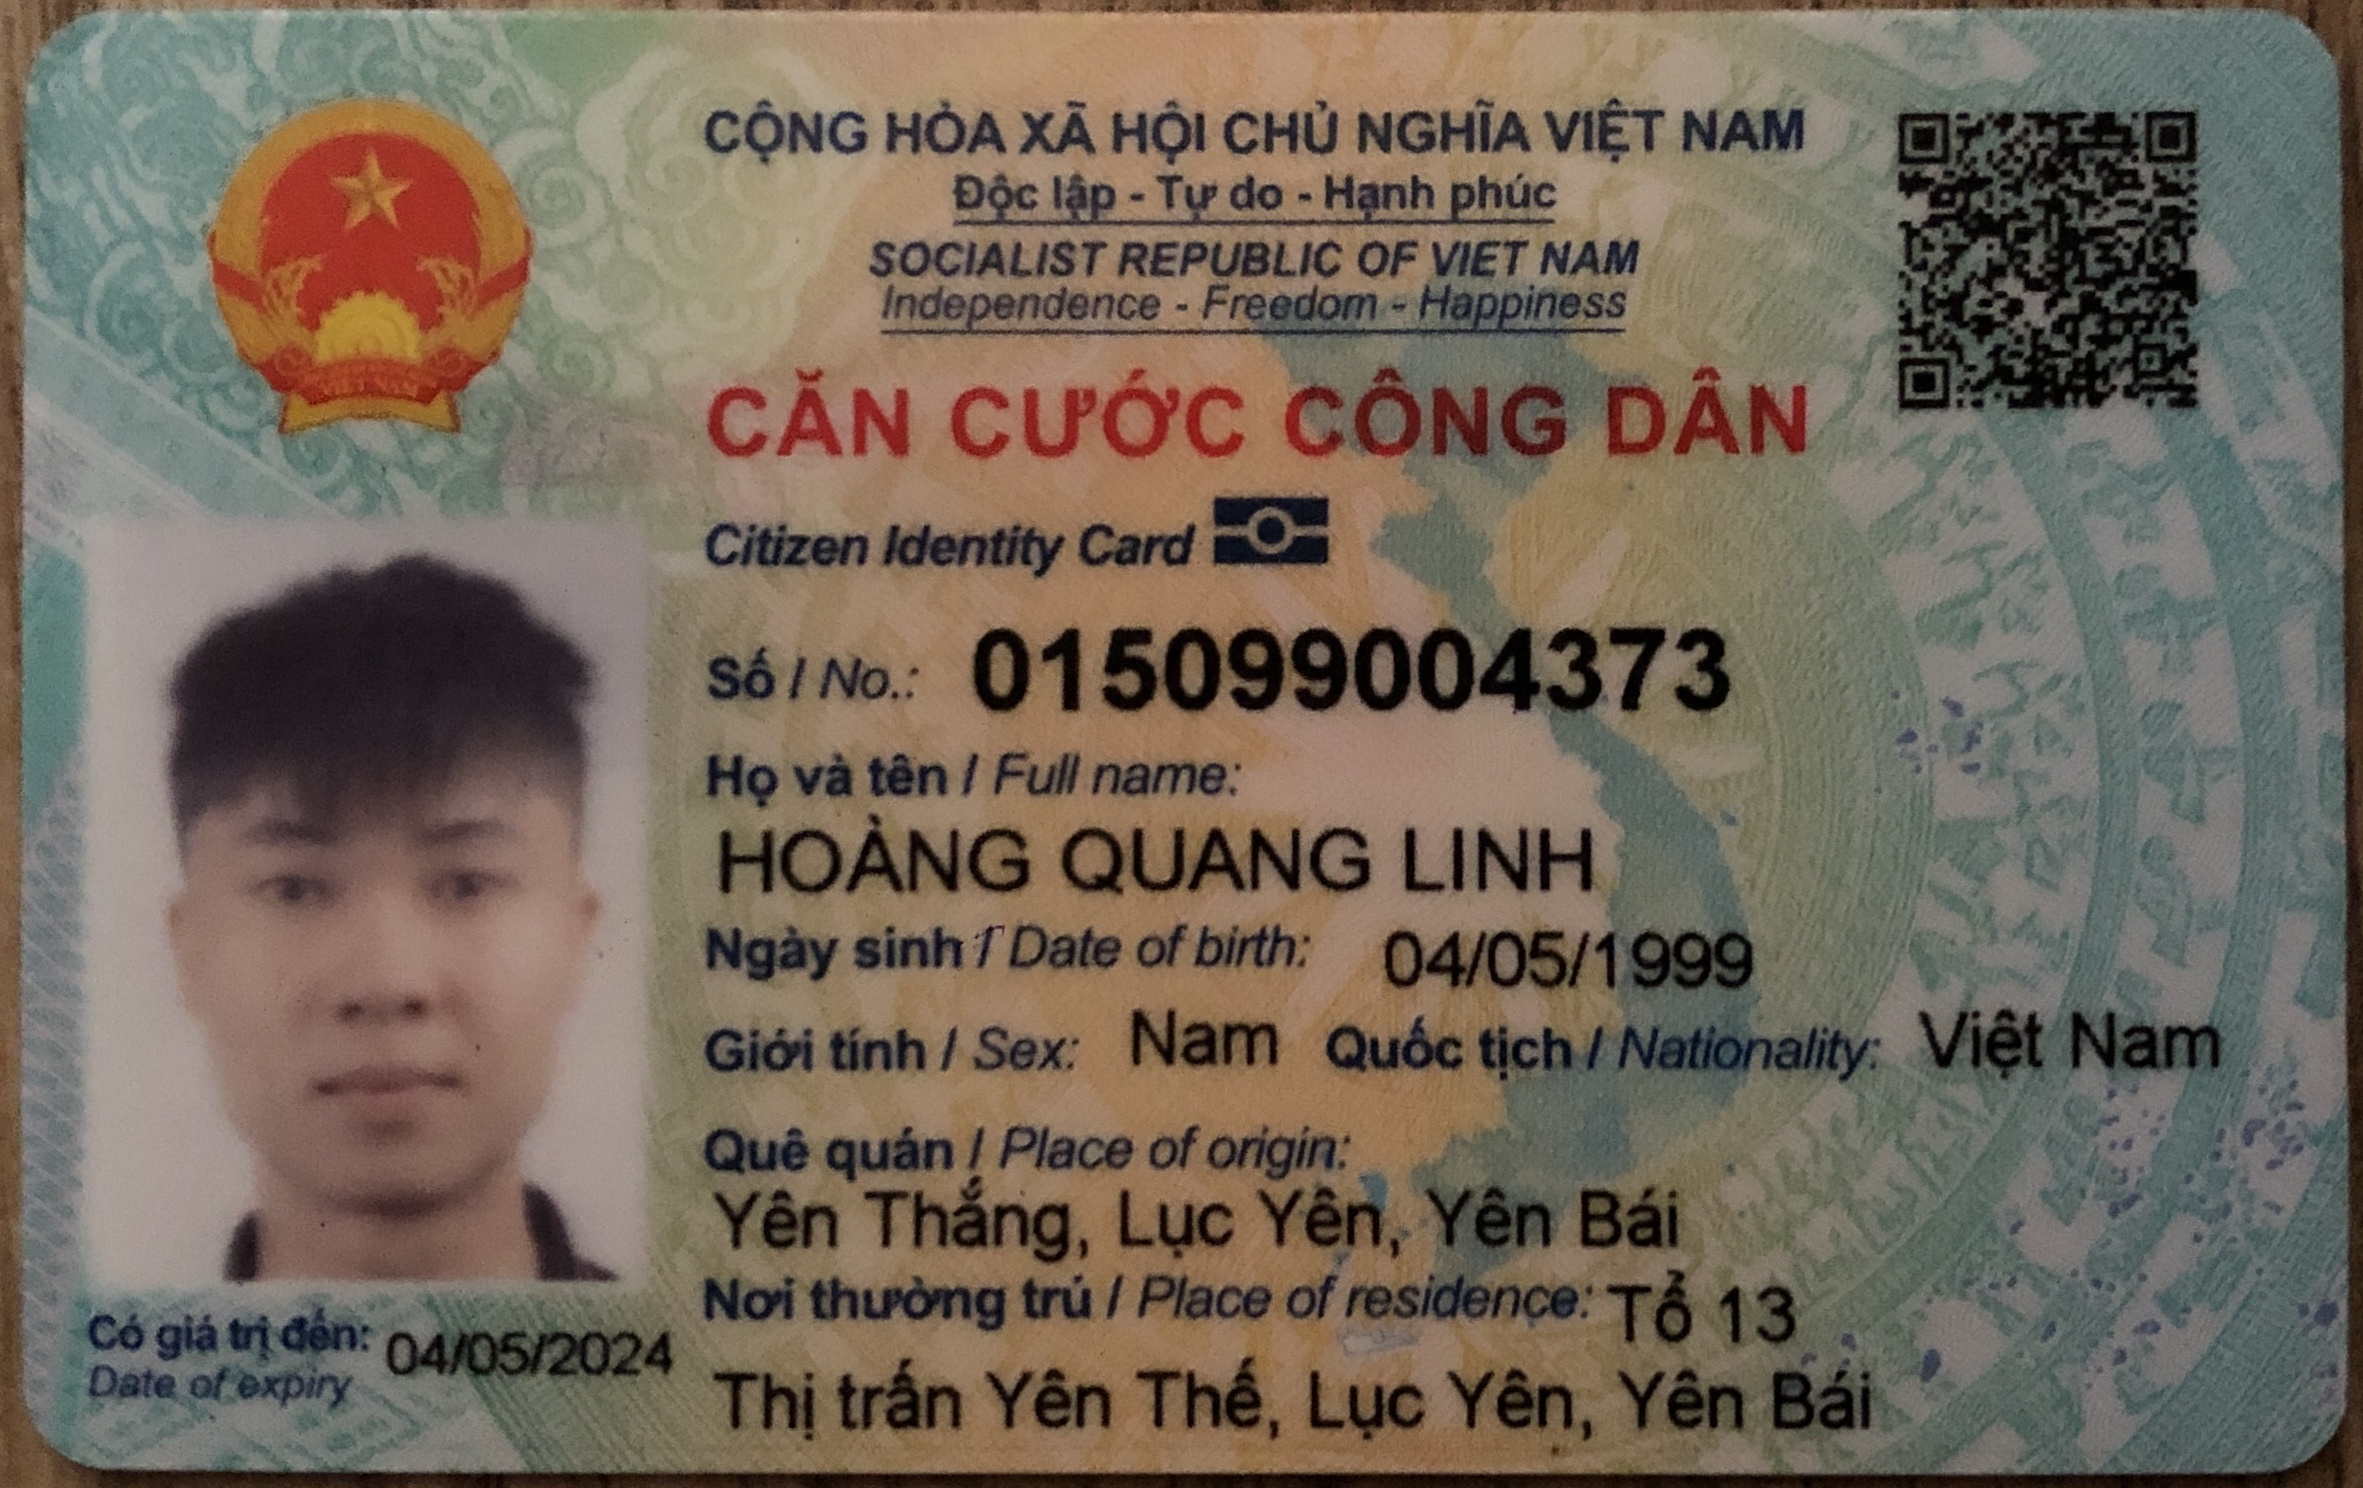 CỘNG HÒA XÃ HỘI CHỦ NGHĨA VIỆT NAM
Độc lập - Tự do - Hạnh phúc
SOCIALIST REPUBLIC OF VIET NAM
Independence - Freedom - Happiness
CĂN CƯỚC CÔNG DÂN
Citizen Identity Card
Số / No.: 015099004373
Họ và tên / Full name:
HOÀNG QUANG LINH
Ngày sinh / Date of birth: 04/05/1999
Giới tính / Sex: Nam Quốc tịch / Nationality: Việt Nam
Quê quán / Place of origin:
Yên Thắng, Lục Yên, Yên Bái
Nơi thường trú / Place of residence: Tổ 13
Thị trấn Yên Thế, Lục Yên, Yên Bái
Có giá trị đến: 04/05/2024
Date of expiry
VIỆT NAM